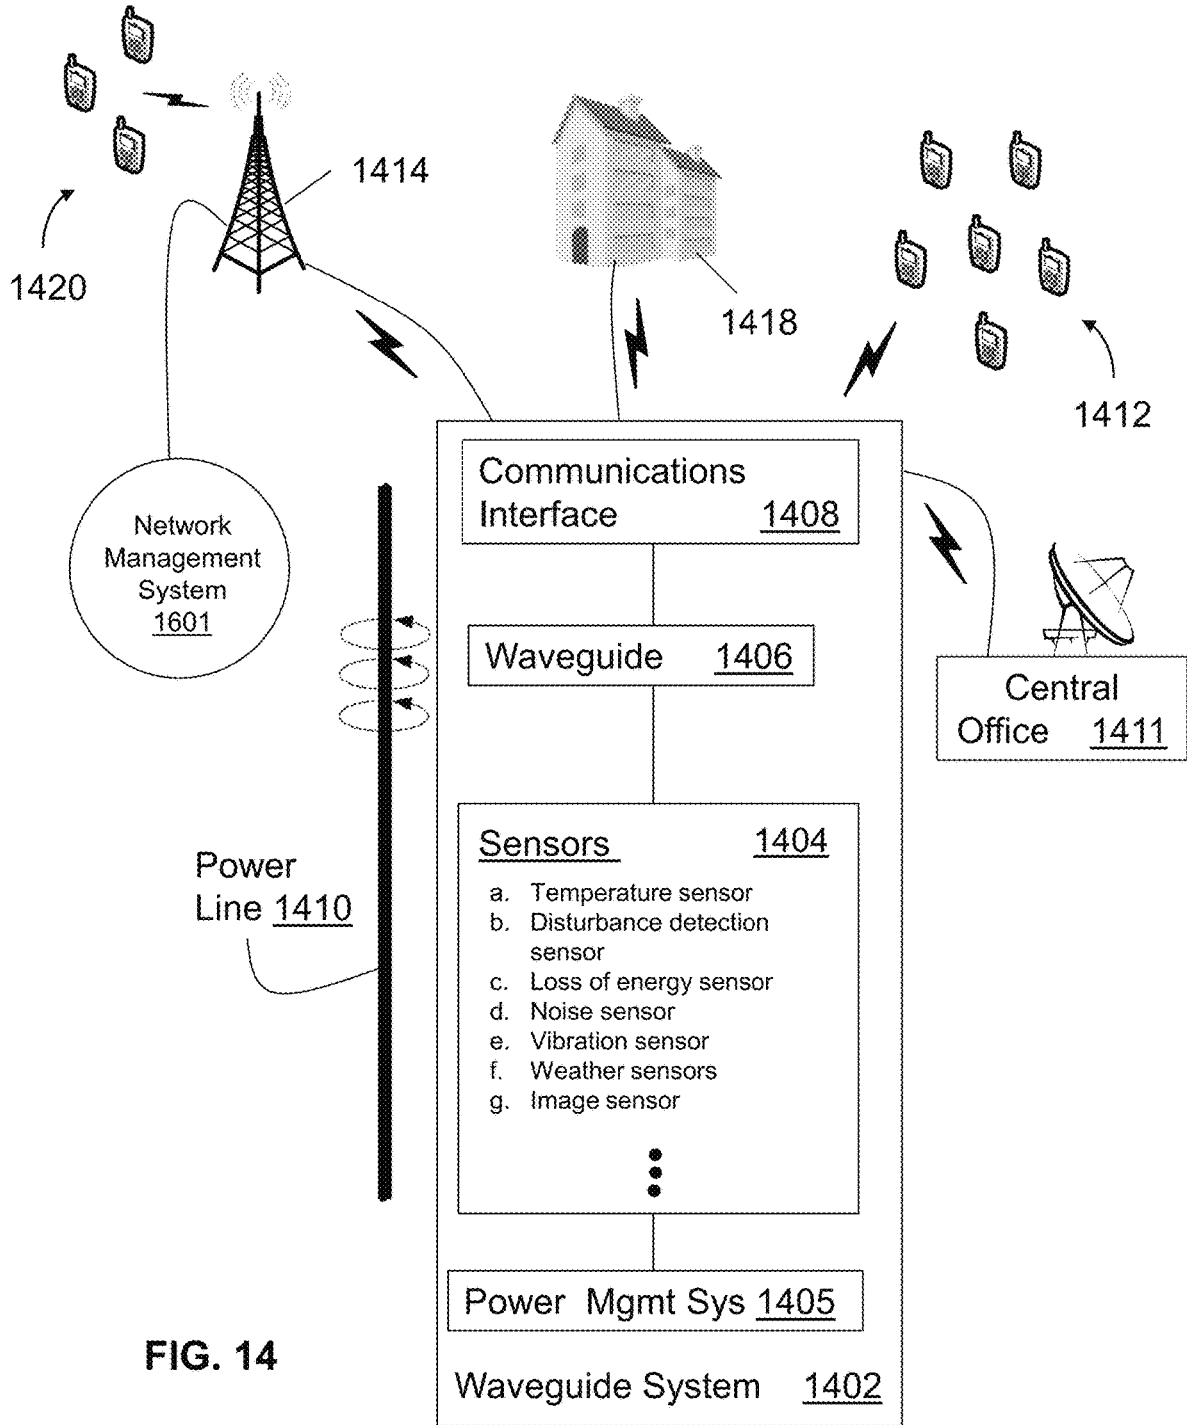 1414
1420
1418
1412
Communications
Interface 1408
Network
Management
System
1601
Waveguide 1406
Central
Office 1411
Sensors 1404
Power
Line 1410
a. Temperature sensor
b. Disturbance detection
sensor
c. Loss of energy sensor
d. Noise sensor
e. Vibration sensor
f. Weather sensors
g. Image sensor
Power Mgmt Sys 1405
FIG. 14
Waveguide System 1402